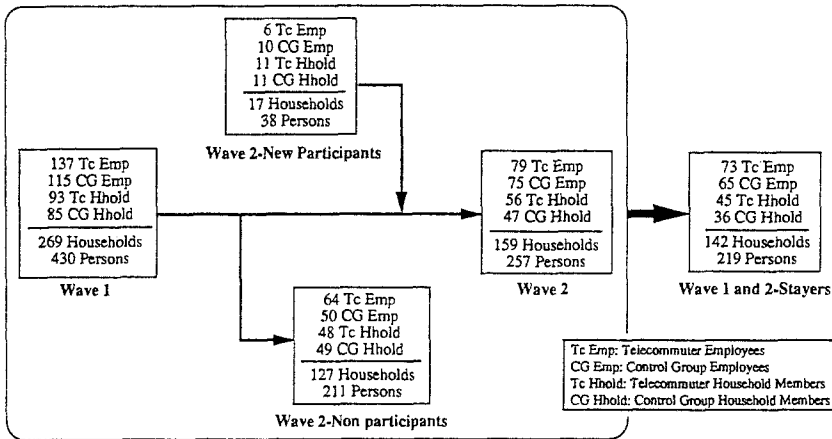 6 Tc Emp
10 CG Emp
11 Tc Hhold
11 CG Hhold
17 Households
38 Persons
Wave 2-New Participants
137 Tc Emp
115 CG Emp
93 Tc Hhold
85 CG Hhold
269 Households
430 Persons
Wave 1
79 Tc Emp
75 CG Emp
56 Tc Hhold
47 CG Hhold
159 Households
257 Persons
Wave 2
73 Tc Emp
65 CG Emp
45 Tc Hhold
36 CG Hhold
142 Households
219 Persons
Wave 1 and 2-Stayers
64 Tc Emp
50 CG Emp
48 Tc Hhold
49 CG Hhold
127 Households
211 Persons
Wave 2-Non participants
Tc Emp: Telecommuter Employees
CG Emp: Control Group Employees
Tc Hhold: Telecommuter Household Members
CG Hhold: Control Group Household Members